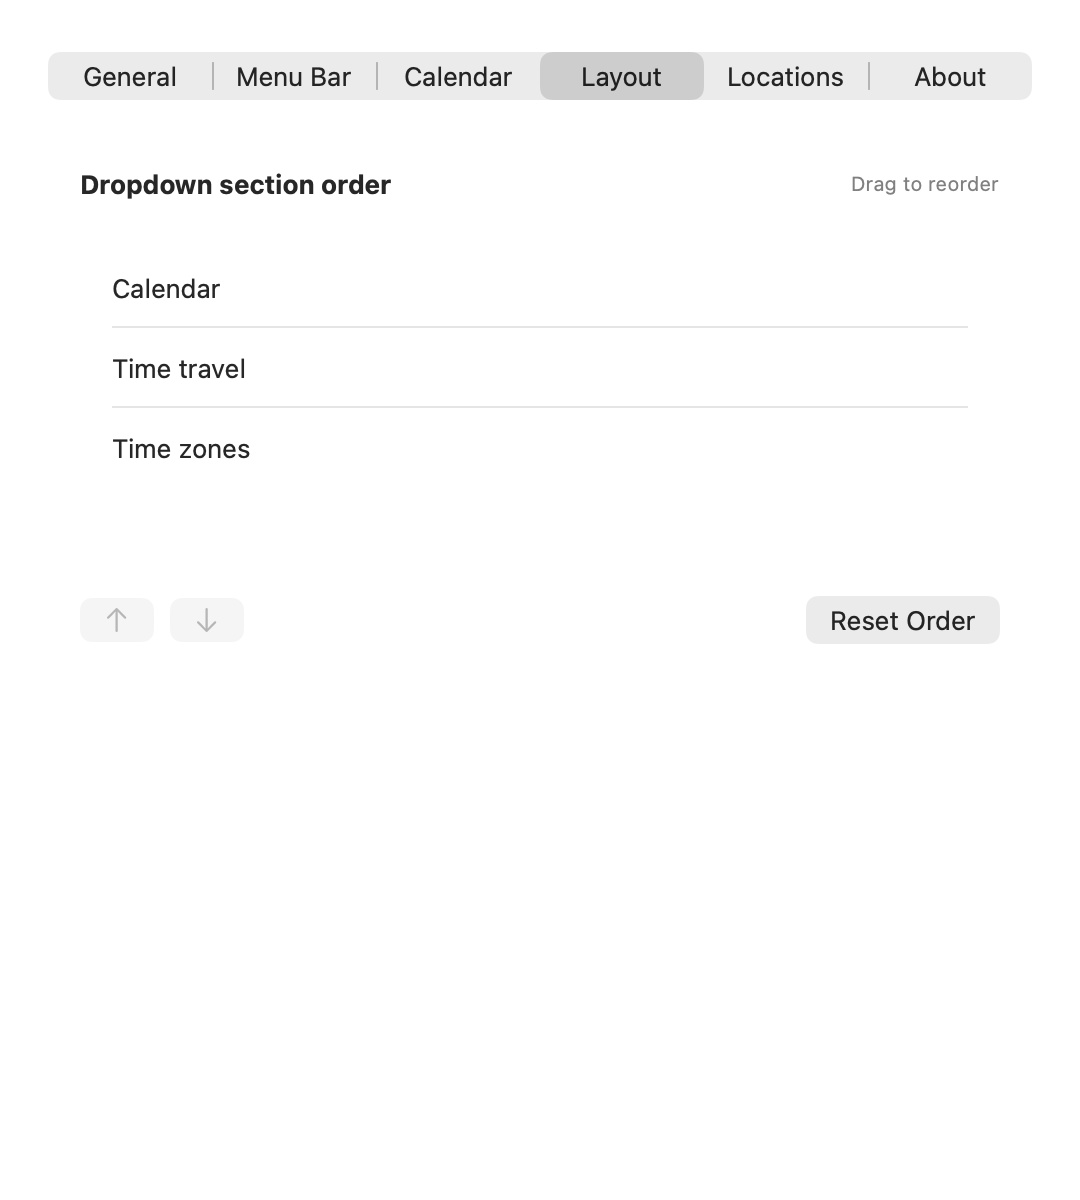 General
Menu Bar
Calendar
Layout
Locations
About
Dropdown section order
Drag to reorder
Calendar
Time travel
Time zones
Reset Order